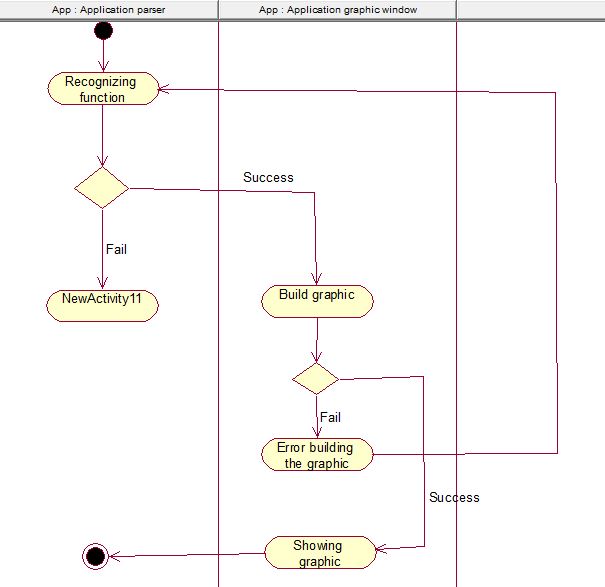 App : Application parser
App : Application graphic window
Recognizing
function
Success
Fail
NewActivity11
Build graphic
Fail
Error building
the graphic
Success
Showing
graphic